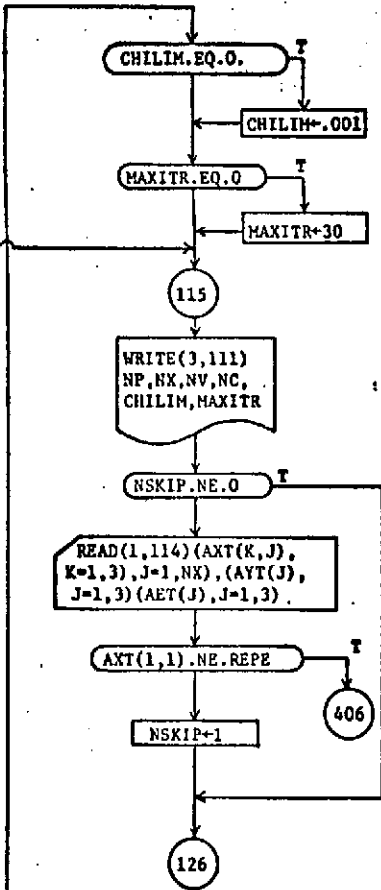 CHILIM.EQ.0.
T
CHILIM←.001
MAXITR.EQ.0
T
MAXITR←30
115
WRITE(3,111)
NP,NX,NV,NC,
CHILIM,MAXITR
NSKIP.NE.0
T
READ(1,114)(AXT(K,J),
K=1,3),J=1,NX),(AYT(J),
J=1,3)(AET(J),J=1,3).
AXT(1,1).NE.REPE
T
406
NSKIP←1
126